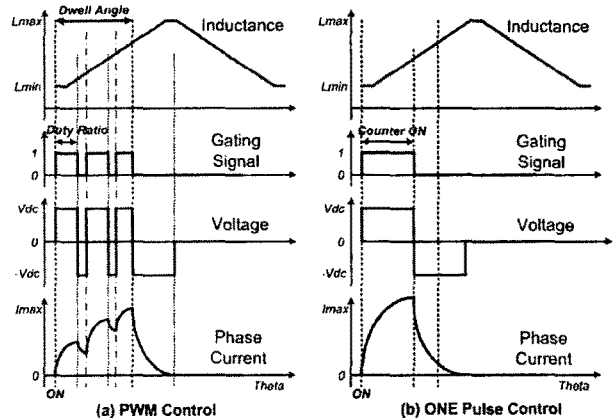 Lmax
Dwell Angle
Inductance
Lmin
Duty Ratio
Gating
Signal
1
0
Vdc
Voltage
0
-Vdc
Imax
Phase
Current
0
ON
Theta
(a) PWM Control
Lmax
Inductance
Lmin
Counter ON
Gating
Signal
1
0
Vdc
Voltage
0
-Vdc
Imax
Phase
Current
0
ON
Theta
(b) ONE Pulse Control